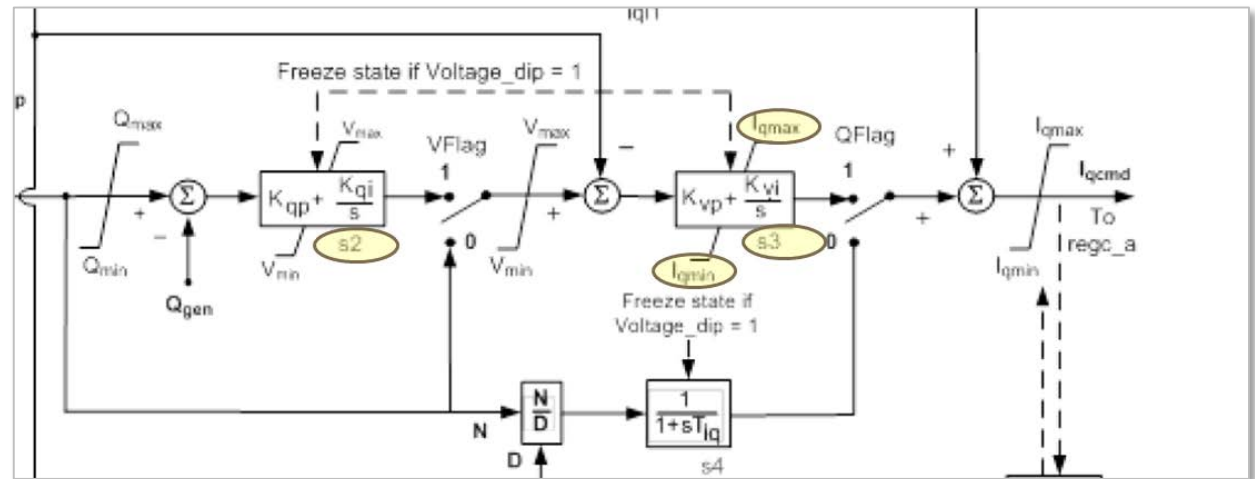 iqi1
Freeze state if Voltage_dip = 1
p
Qmax
Vmax
VFlag
Vmax
Iqmax
QFlag
1
1
Σ
Kqp+ Kqi
s
Σ
Kvp+ Kvi
s
Σ
Iqmax
Iqcmd
To
regc_a
+
−
+
−
+
+
Qmin
Vmin
s2
0
Vmin
Iqmin
s3
0
Iqmin
Qgen
Freeze state if
Voltage_dip = 1
N
N
D
D
1
1+sTiq
s4